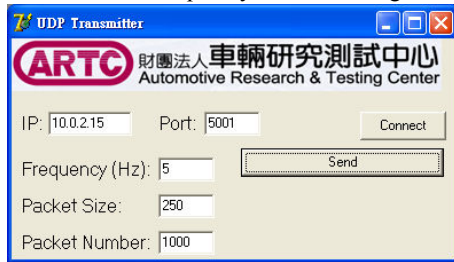 UDP Transmitter
ARTC 財團法人車輛研究測試中心
Automotive Research & Testing Center
IP: 10.0.2.15 Port: 5001 Connect
Send
Frequency (Hz): 5
Packet Size: 250
Packet Number: 1000